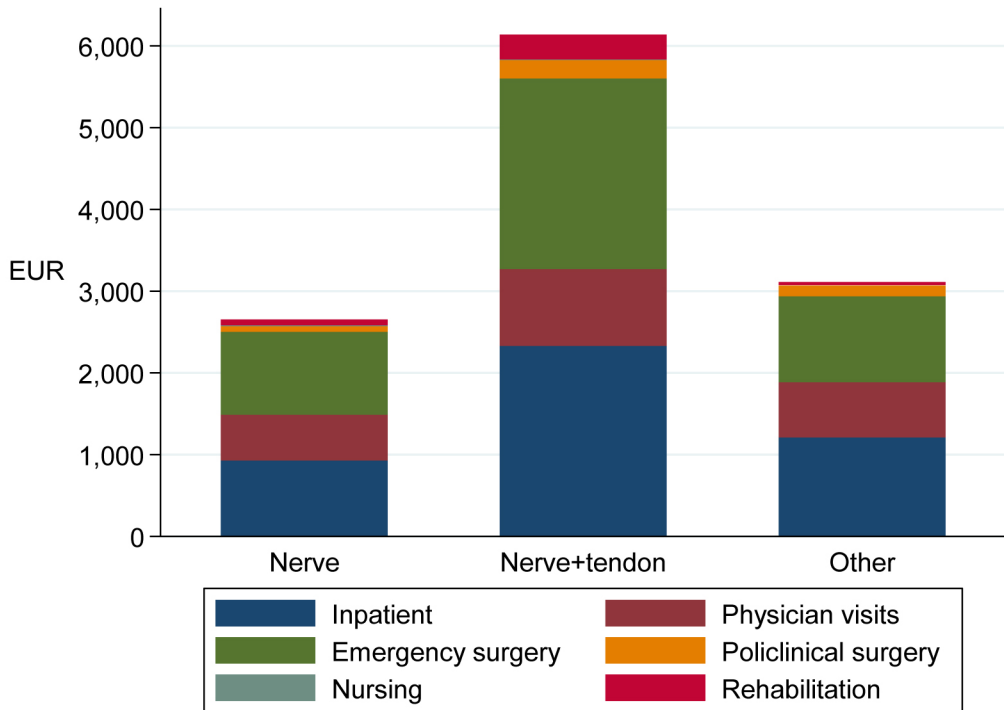 6,000
5,000
4,000
EUR
3,000
2,000
1,000
0
Nerve Nerve+tendon Other
Inpatient Physician visits
Emergency surgery Policlinical surgery
Nursing Rehabilitation